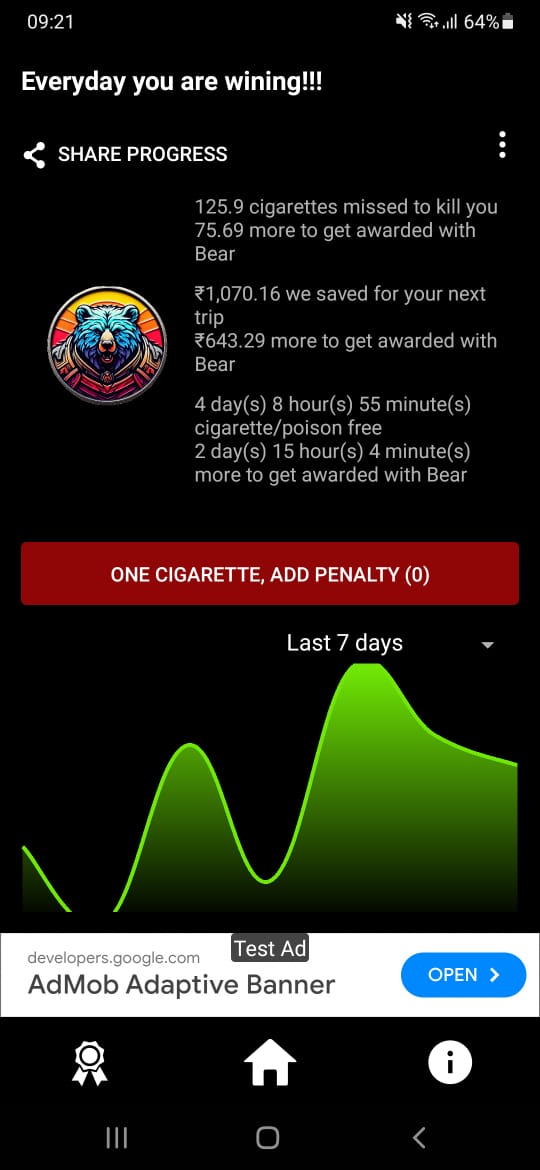 09:21
64%
Everyday you are wining!!!
SHARE PROGRESS
125.9 cigarettes missed to kill you
75.69 more to get awarded with
Bear
₹1,070.16 we saved for your next
trip
₹643.29 more to get awarded with
Bear
4 day(s) 8 hour(s) 55 minute(s)
cigarette/poison free
2 day(s) 15 hour(s) 4 minute(s)
more to get awarded with Bear
ONE CIGARETTE, ADD PENALTY (0)
Last 7 days
Test Ad
developers.google.com
AdMob Adaptive Banner
OPEN